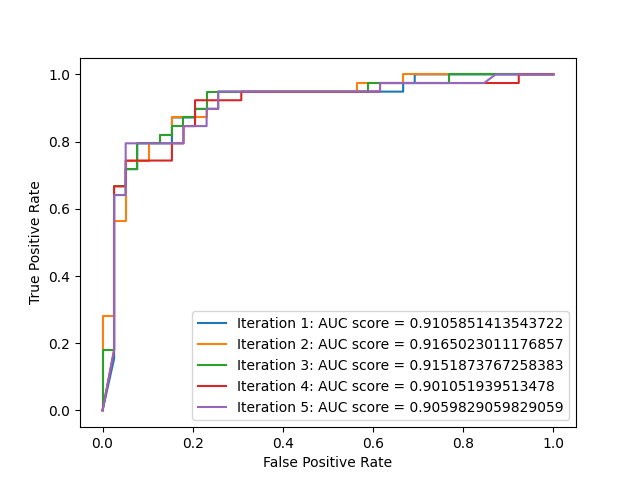 1.0
0.8
0.6
0.4
0.2
0.0
True Positive Rate
Iteration 1: AUC score = 0.9105851413543722
Iteration 2: AUC score = 0.9165023011176857
Iteration 3: AUC score = 0.9151873767258383
Iteration 4: AUC score = 0.901051939513478
Iteration 5: AUC score = 0.9059829059829059
0.0 0.2 0.4 0.6 0.8 1.0
False Positive Rate